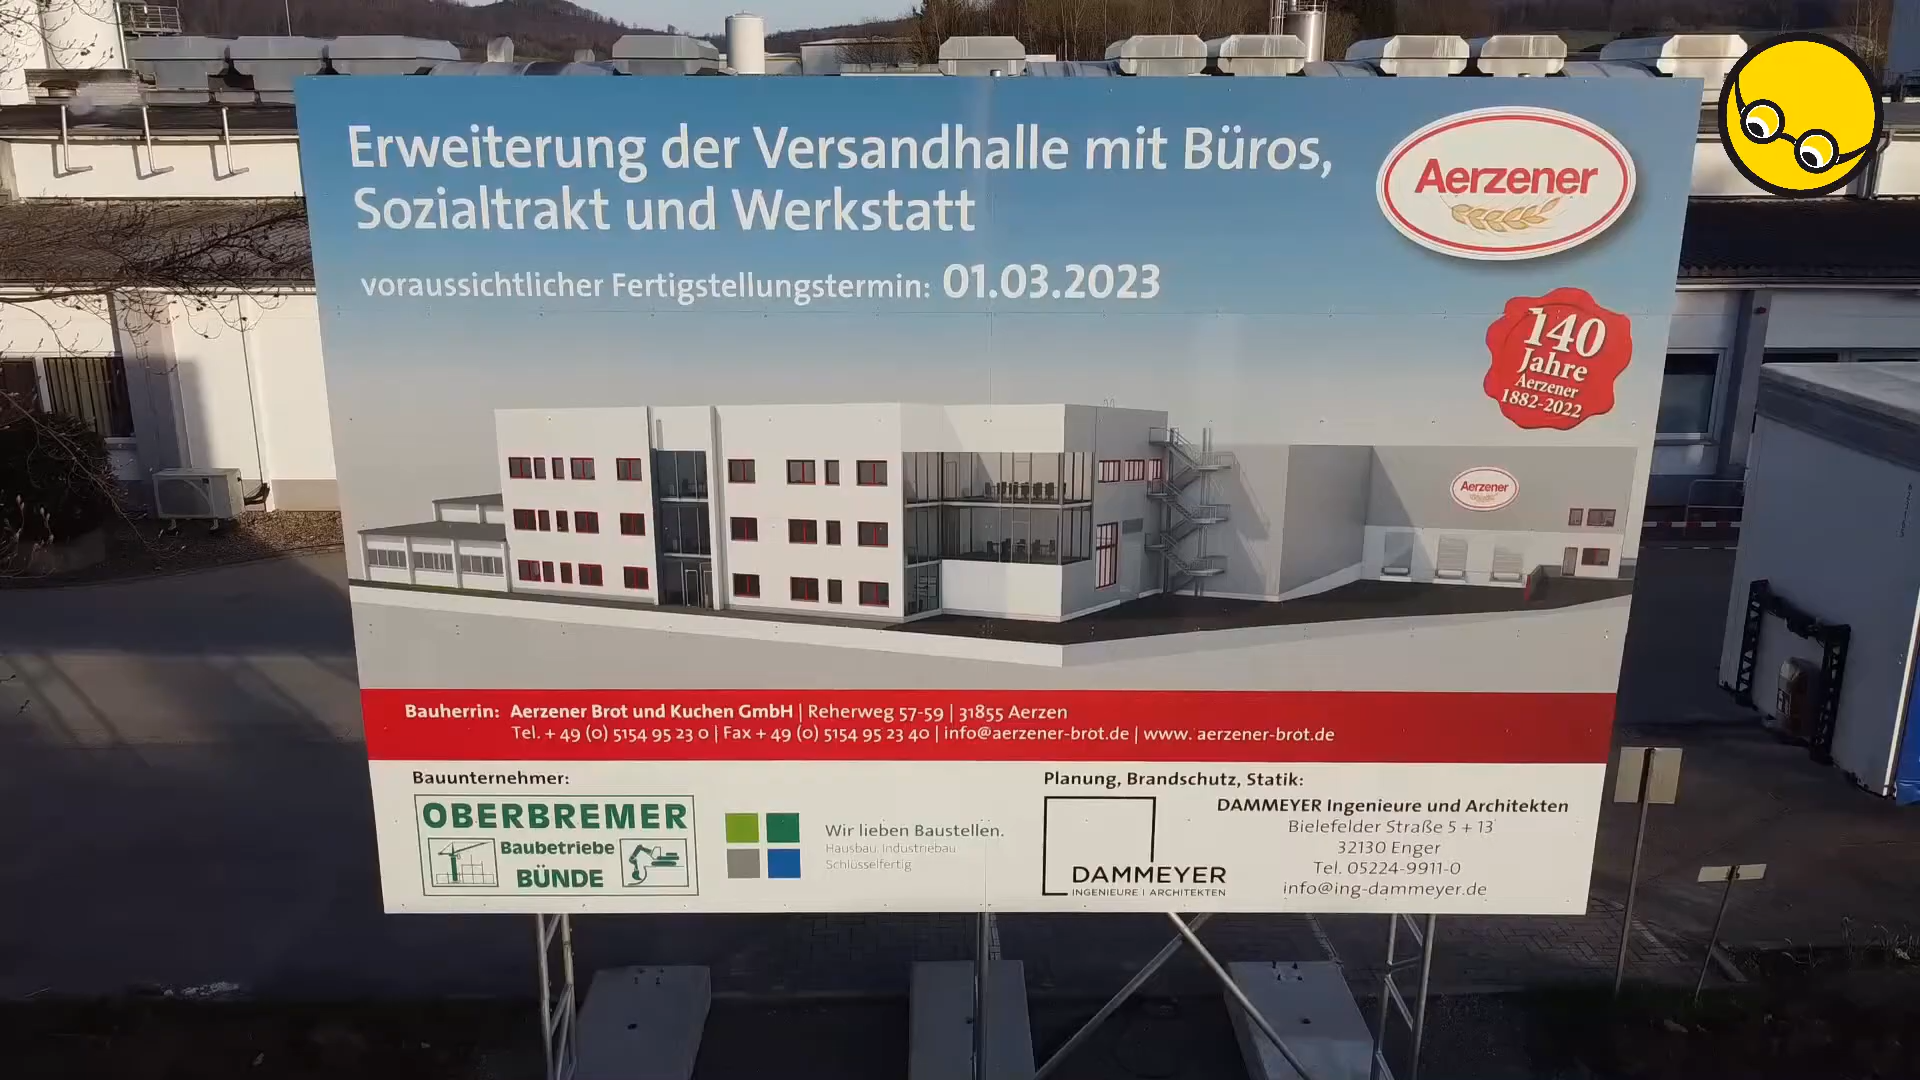 Erweiterung der Versandhalle mit Büros,
Sozialtrakt und Werkstatt
voraussichtlicher Fertigstellungstermin: 01.03.2023
Aerzener
140
Jahre
Aerzener
1882-2022
Aerzener
Bauherrin: Aerzener Brot und Kuchen GmbH | Reherweg 57-59 | 31855 Aerzen
Tel. + 49 (0) 5154 95 23 0 | Fax + 49 (0) 5154 95 23 40 | info@aerzener-brot.de | www. aerzener-brot.de
Bauunternehmer:
OBERBREMER
Baubetriebe
BÜNDE
Wir lieben Baustellen.
Hausbau. Industriebau.
Schlüsselfertig
Planung, Brandschutz, Statik:
DAMMEYER
INGENIEURE | ARCHITEKTEN
DAMMEYER Ingenieure und Architekten
Bielefelder Straße 5 + 13
32130 Enger
Tel. 05224-9911-0
info@ing-dammeyer.de